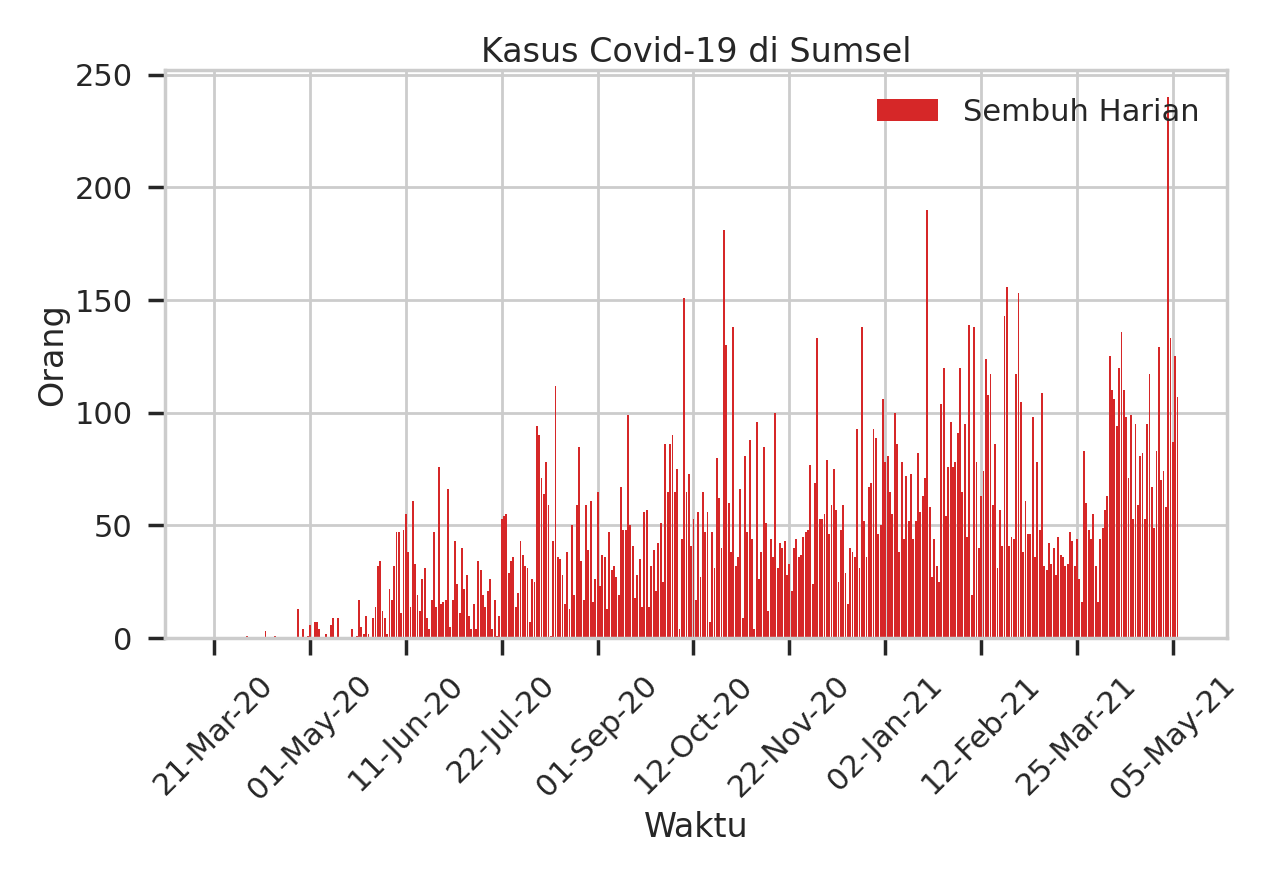 Kasus Covid-19 di Sumsel
Sembuh Harian
Orang
250
200
150
100
50
0
21-Mar-20
01-May-20
11-Jun-20
22-Jul-20
01-Sep-20
12-Oct-20
22-Nov-20
02-Jan-21
12-Feb-21
25-Mar-21
05-May-21
Waktu